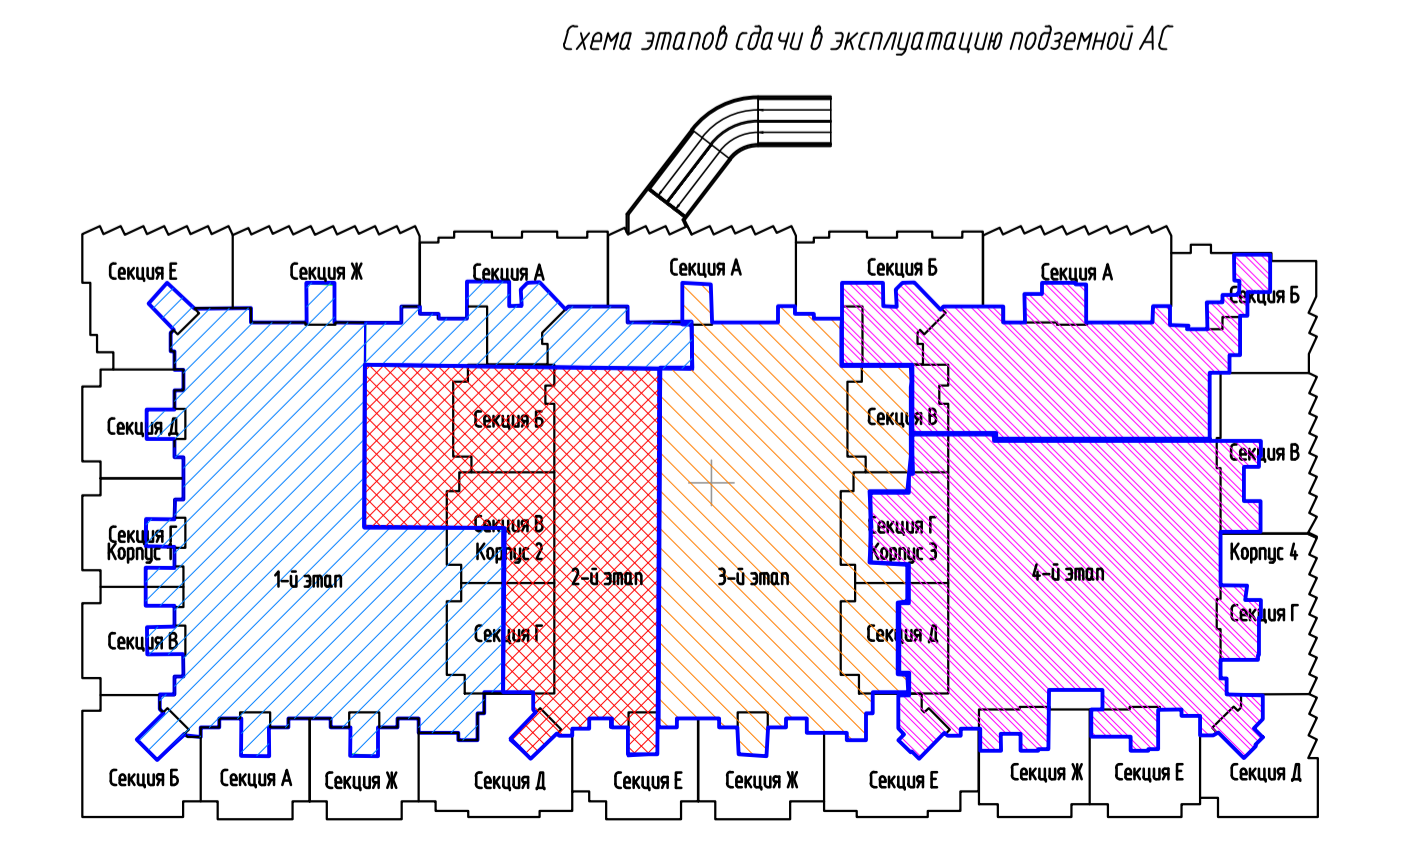 Схема этапов сдачи в эксплуатацию подземной АС
Секция Е
Секция Ж
Секция А
Секция А
Секция Б
Секция А
Секция Б
Секция Д
Секция Б
Секция В
Секция В
Секция Г
Корпус 1
Секция В
Корпус 2
Секция Г
Корпус 3
Корпус 4
1-й этап
2-й этап
3-й этап
4-й этап
Секция В
Секция Г
Секция Д
Секция Г
Секция Б
Секция А
Секция Ж
Секция Д
Секция Е
Секция Ж
Секция Е
Секция Ж
Секция Е
Секция Д